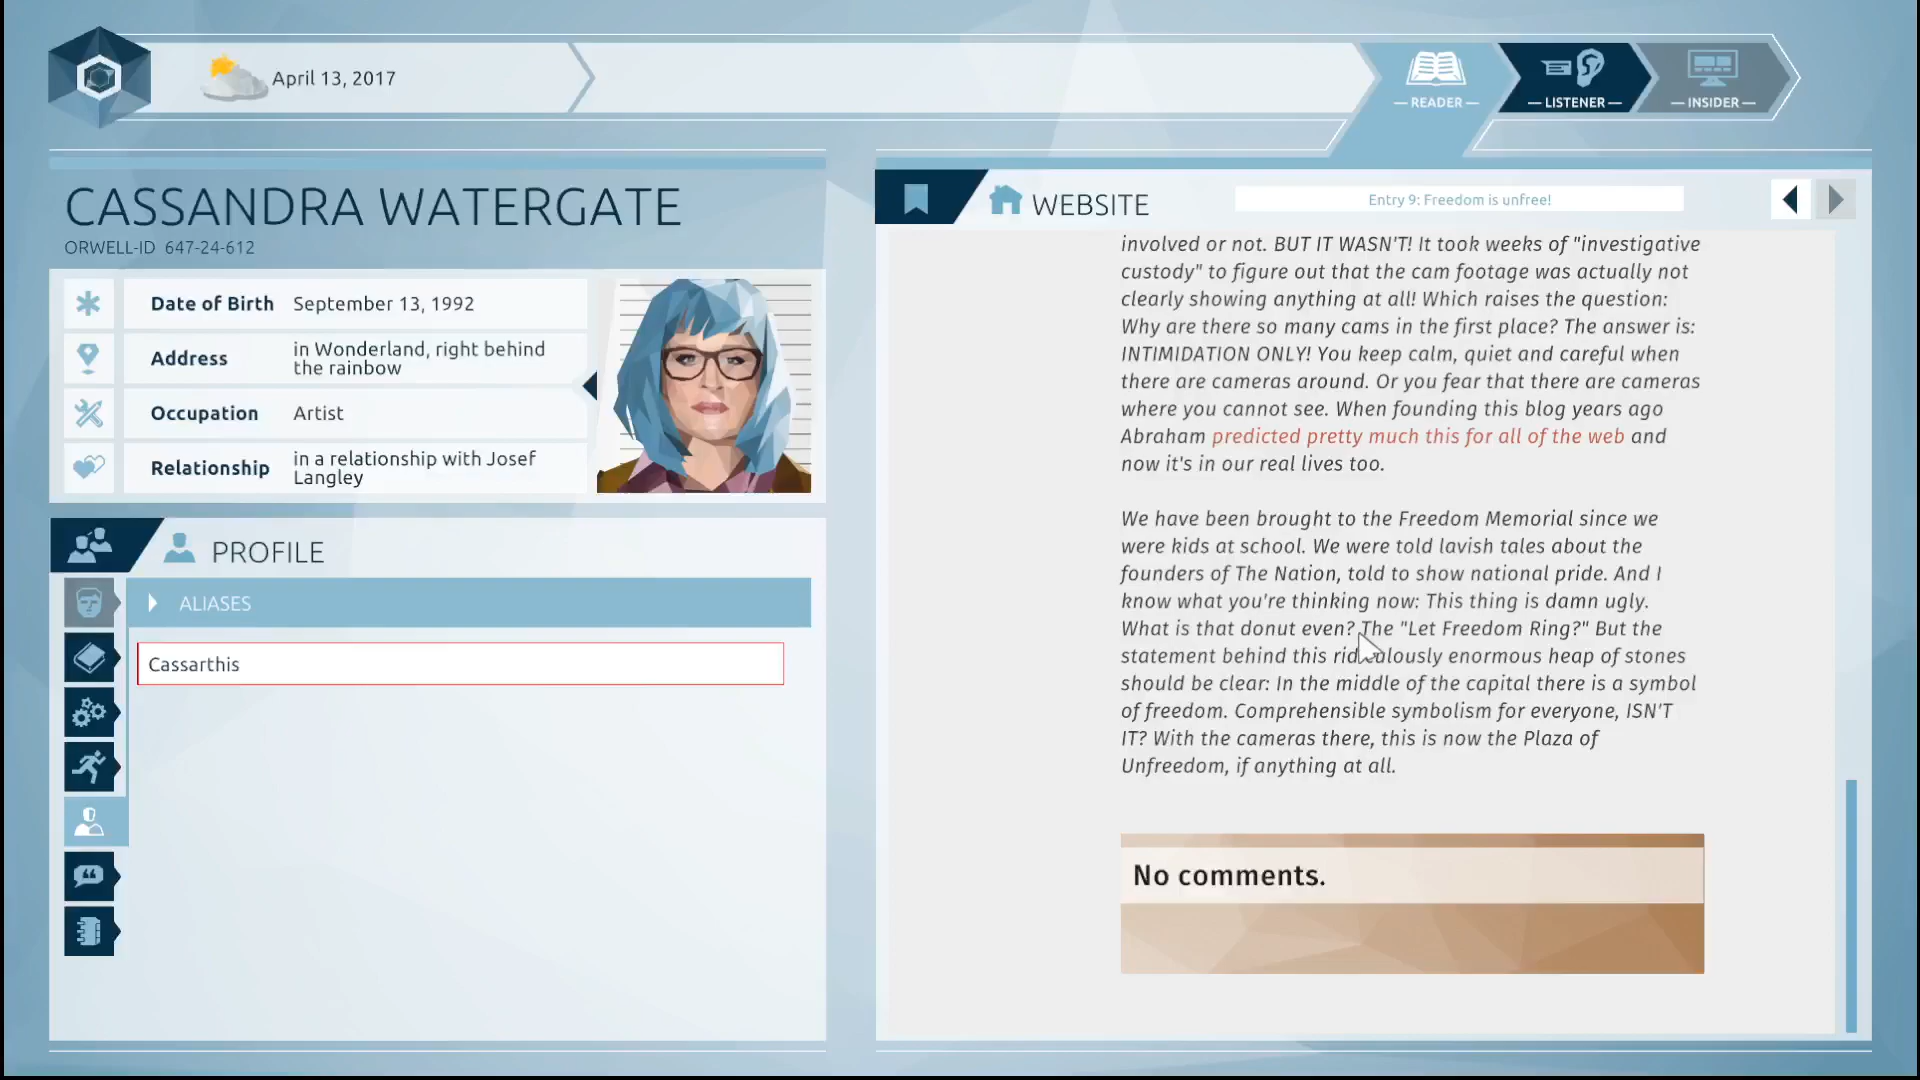 April 13, 2017
— READER —
— LISTENER —
— INSIDER —
CASSANDRA WATERGATE
ORWELL-ID 647-24-612
Date of Birth September 13, 1992
Address in Wonderland, right behind
the rainbow
Occupation Artist
Relationship in a relationship with Josef
Langley
PROFILE
ALIASES
Cassarthis
WEBSITE
Entry 9: Freedom is unfree!
involved or not. BUT IT WASN'T! It took weeks of "investigative
custody" to figure out that the cam footage was actually not
clearly showing anything at all! Which raises the question:
Why are there so many cams in the first place? The answer is:
INTIMIDATION ONLY! You keep calm, quiet and careful when
there are cameras around. Or you fear that there are cameras
where you cannot see. When founding this blog years ago
Abraham predicted pretty much this for all of the web and
now it's in our real lives too.
We have been brought to the Freedom Memorial since we
were kids at school. We were told lavish tales about the
founders of The Nation, told to show national pride. And I
know what you're thinking now: This thing is damn ugly.
What is that donut even? The "Let Freedom Ring?" But the
statement behind this ridiculously enormous heap of stones
should be clear: In the middle of the capital there is a symbol
of freedom. Comprehensible symbolism for everyone, ISN'T
IT? With the cameras there, this is now the Plaza of
Unfreedom, if anything at all.
No comments.